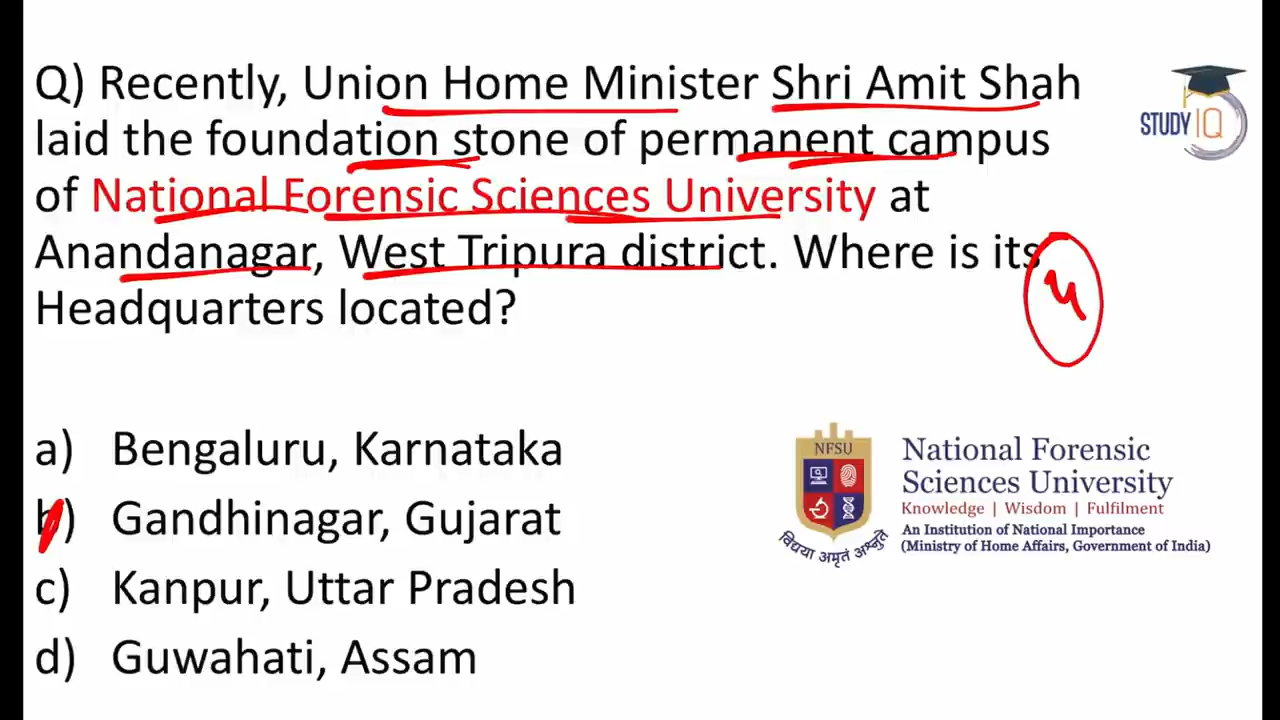 Q) Recently, Union Home Minister Shri Amit Shah
laid the foundation stone of permanent campus
of National Forensic Sciences University at
Anandanagar, West Tripura district. Where is its
Headquarters located?
STUDY IQ
a) Bengaluru, Karnataka
b) Gandhinagar, Gujarat
c) Kanpur, Uttar Pradesh
d) Guwahati, Assam
NFSU
विद्यया अमृतं अश्नुते
National Forensic
Sciences University
Knowledge | Wisdom | Fulfilment
An Institution of National Importance
(Ministry of Home Affairs, Government of India)